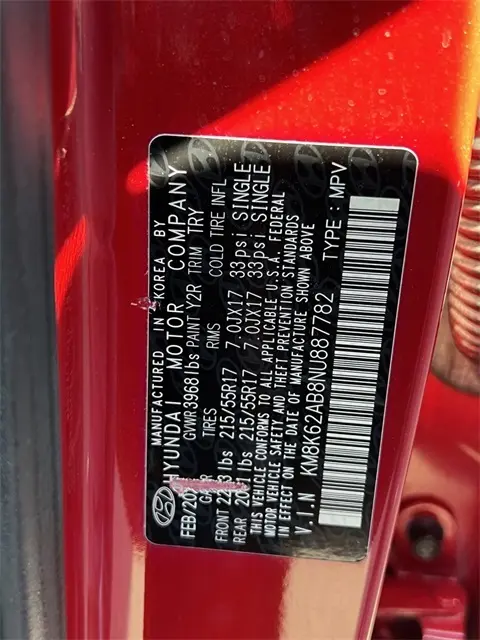 MANUFACTURED IN KOREA BY
HYUNDAI MOTOR COMPANY
GVWR 3968 lbs PAINT Y2R TRIM TRY
TIRES RIMS COLD TIRE INFL
FRONT lbs 215/55R17 7.0JX17 33psi SINGLE
REAR lbs 215/55R17 7.0JX17 33psi SINGLE
THIS VEHICLE CONFORMS TO ALL APPLICABLE U.S.A. FEDERAL
MOTOR VEHICLE SAFETY AND THEFT PREVENTION STANDARDS
IN EFFECT ON THE DATE OF MANUFACTURE SHOWN ABOVE
V.I.N KM8K62AB8NU887782 TYPE : MPV